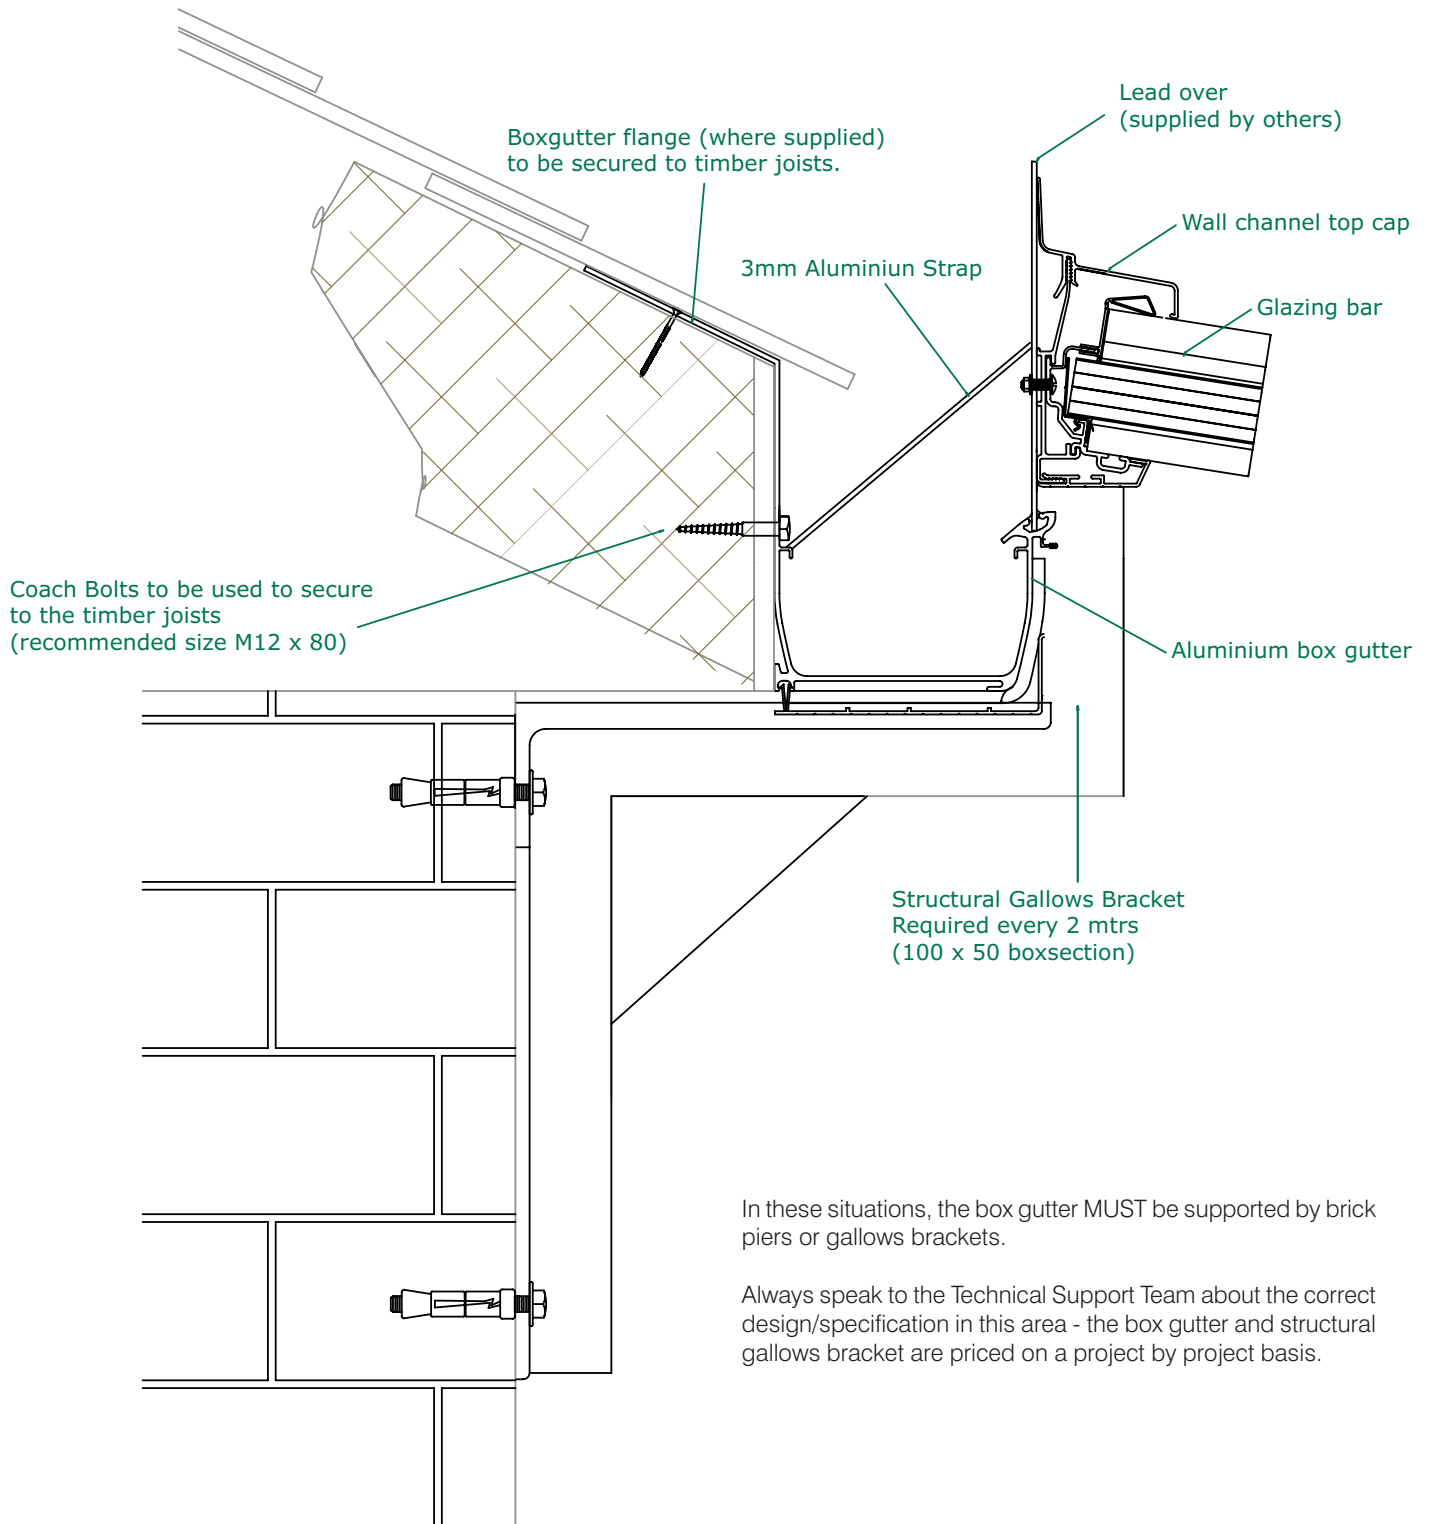 Lead over
(supplied by others)
Boxgutter flange (where supplied)
to be secured to timber joists.
Wall channel top cap
3mm Aluminiun Strap
Glazing bar
Coach Bolts to be used to secure
to the timber joists
(recommended size M12 x 80)
Aluminium box gutter
Structural Gallows Bracket
Required every 2 mtrs
(100 x 50 boxsection)
In these situations, the box gutter MUST be supported by brick
piers or gallows brackets.
Always speak to the Technical Support Team about the correct
design/specification in this area - the box gutter and structural
gallows bracket are priced on a project by project basis.